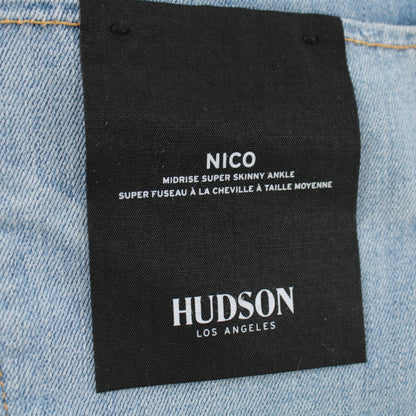 NICO
MIDRISE SUPER SKINNY ANKLE
SUPER FUSEAU À LA CHEVILLE À TAILLE MOYENNE
HUDSON
LOS ANGELES